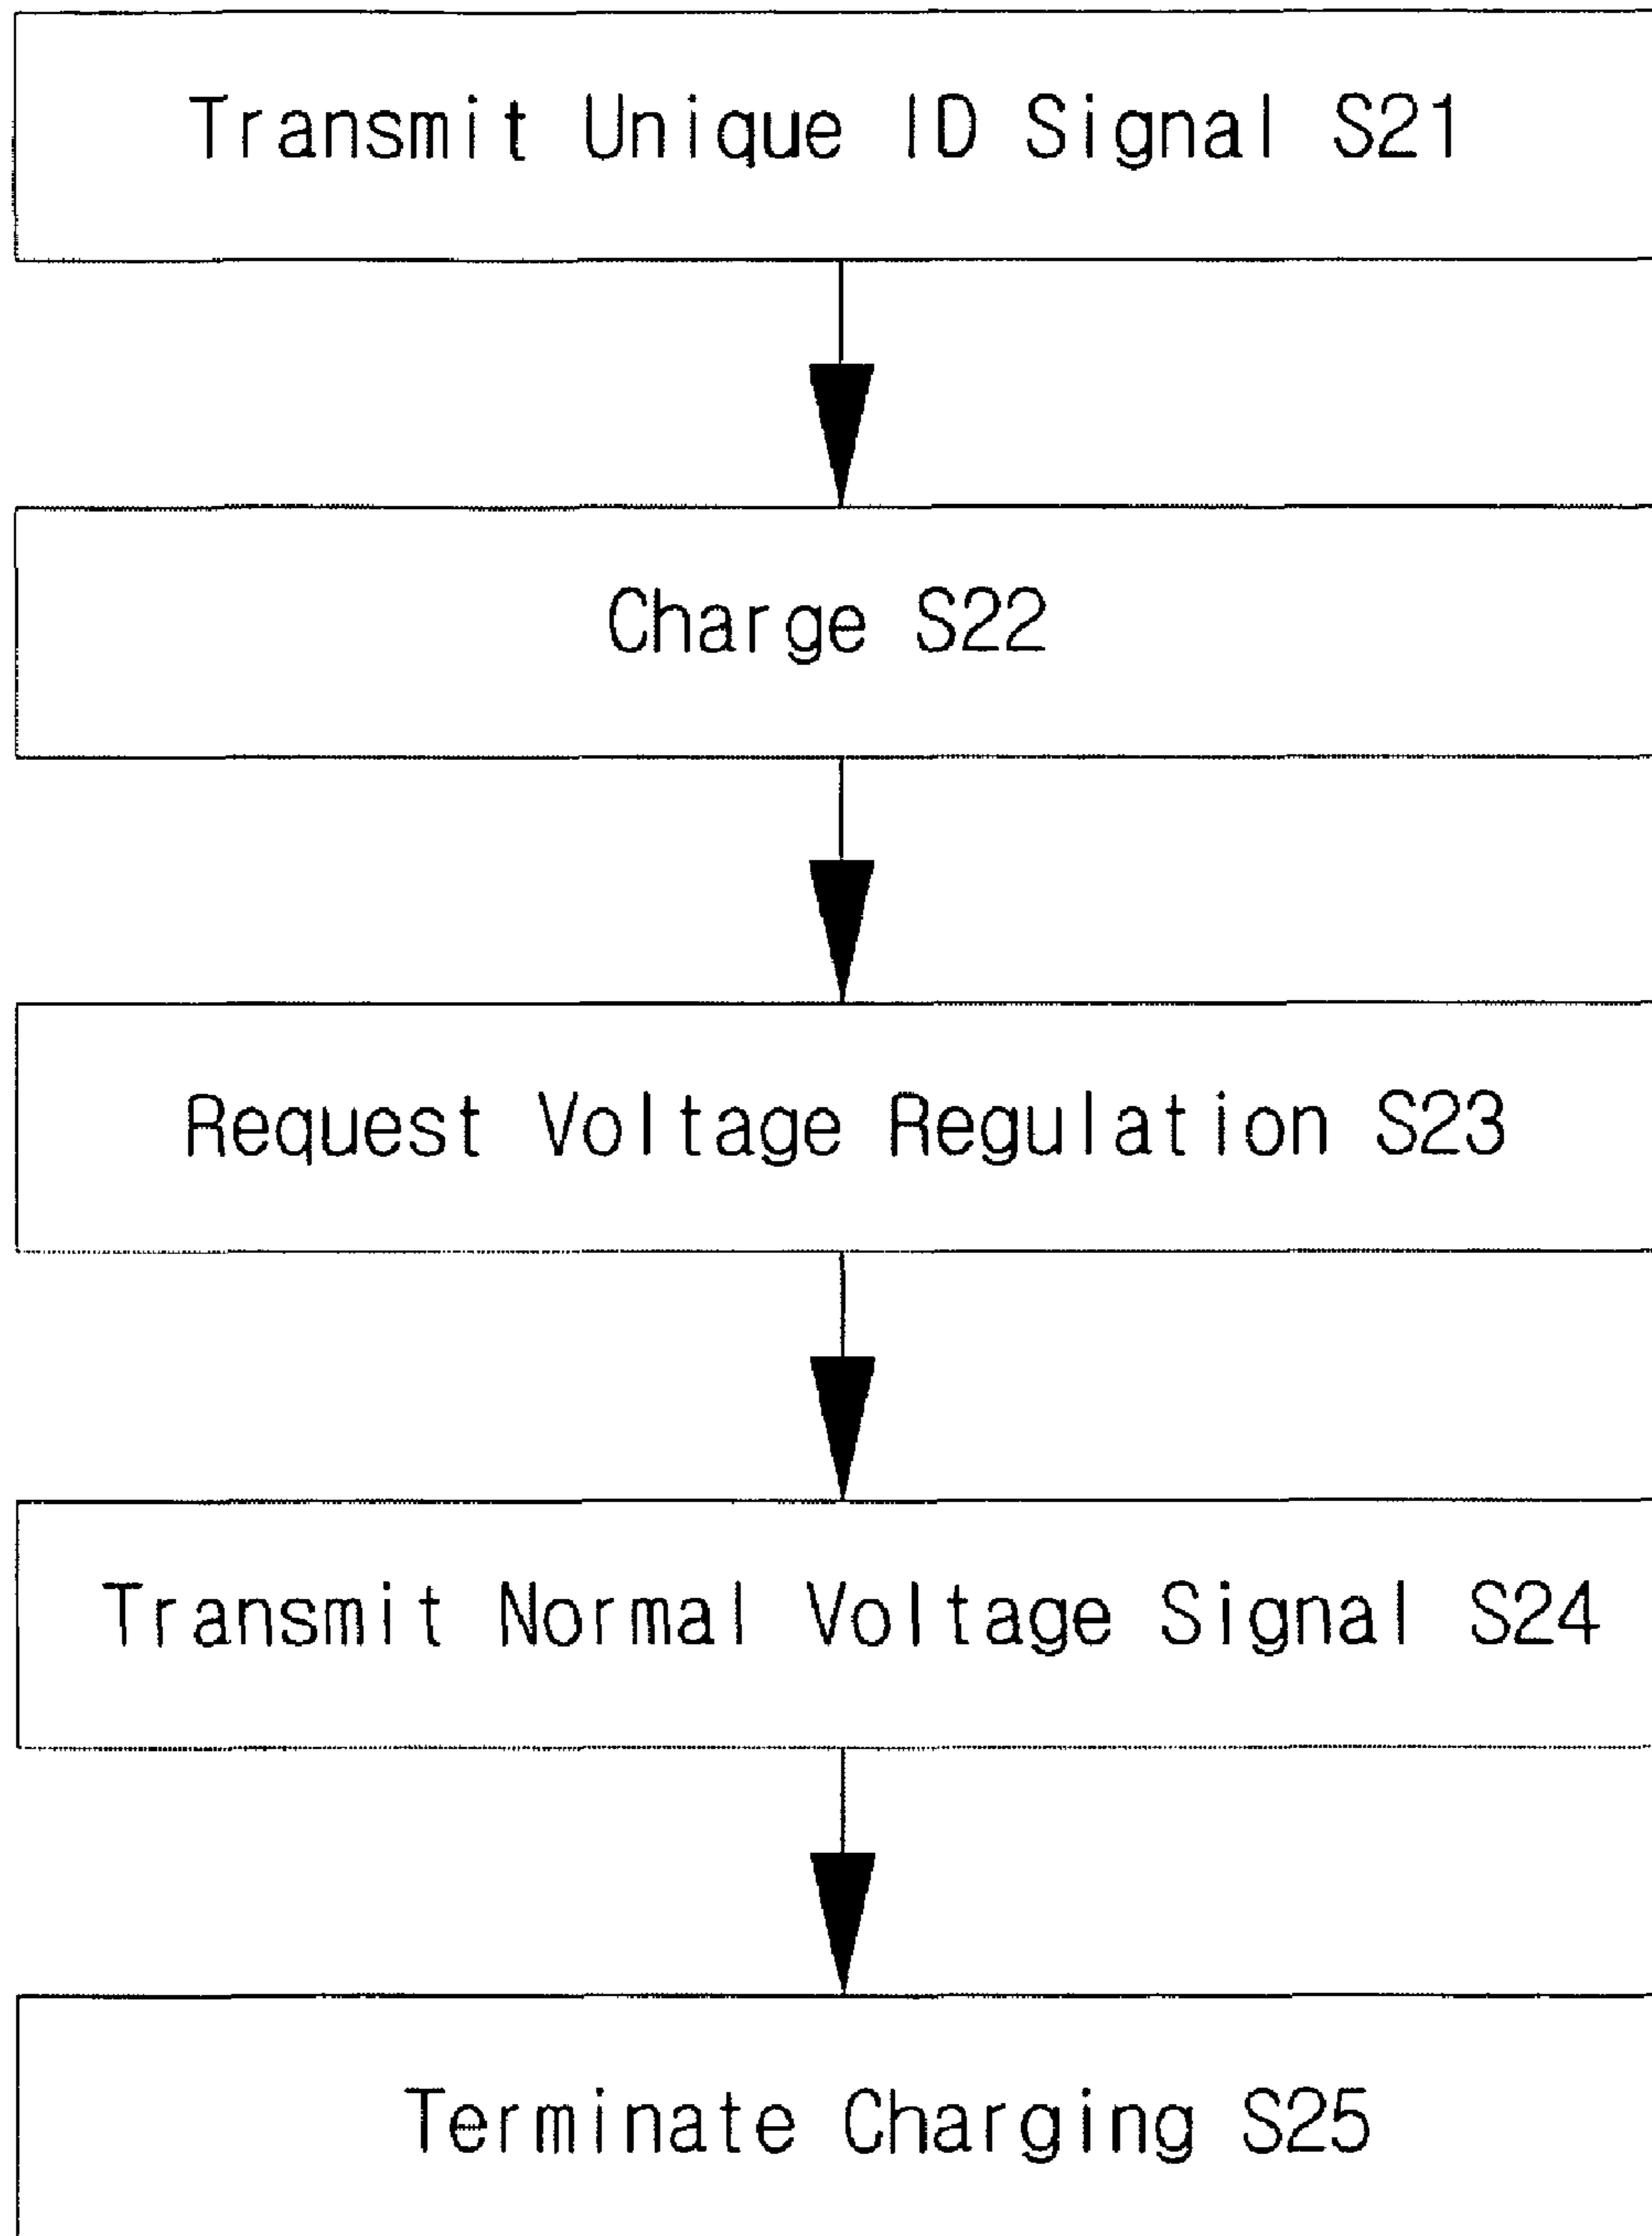 Transmit Unique ID Signal S21
Charge S22
Request Voltage Regulation S23
Transmit Normal Voltage Signal S24
Terminate Charging S25